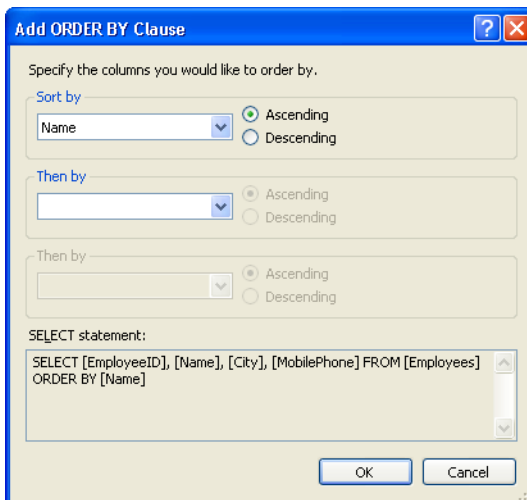 Add ORDER BY Clause
Specify the columns you would like to order by.
Sort by
Name
Ascending
Descending
Then by
Ascending
Descending
Then by
Ascending
Descending
SELECT statement:
SELECT [EmployeeID], [Name], [City], [MobilePhone] FROM [Employees]
ORDER BY [Name]
OK Cancel